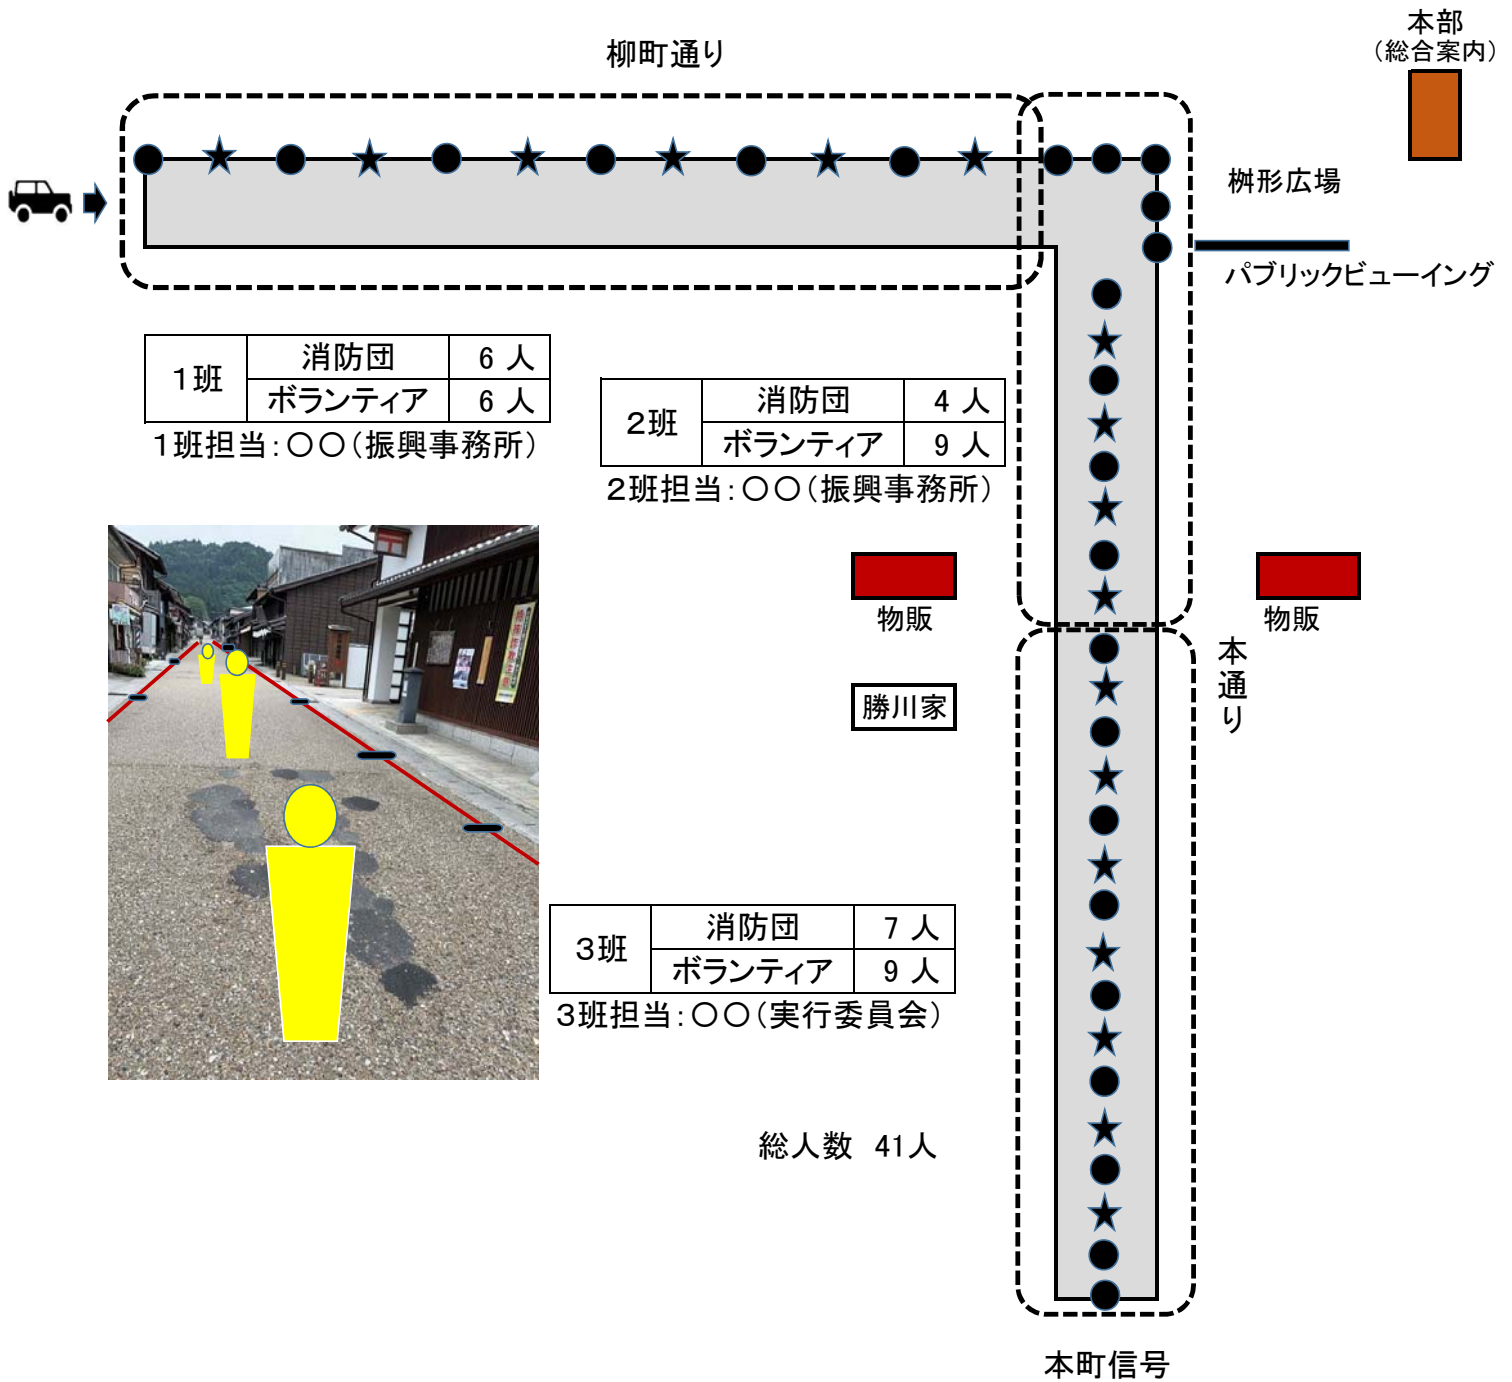 本部
（総合案内）
柳町通り
桝形広場
パブリックビューイング
1班
消防団 6 人
ボランティア 6 人
1班担当：〇〇（振興事務所）
2班
消防団 4 人
ボランティア 9 人
2班担当：〇〇（振興事務所）
物販
物販
本通り
勝川家
3班
消防団 7 人
ボランティア 9 人
3班担当：〇〇（実行委員会）
総人数 41人
本町信号